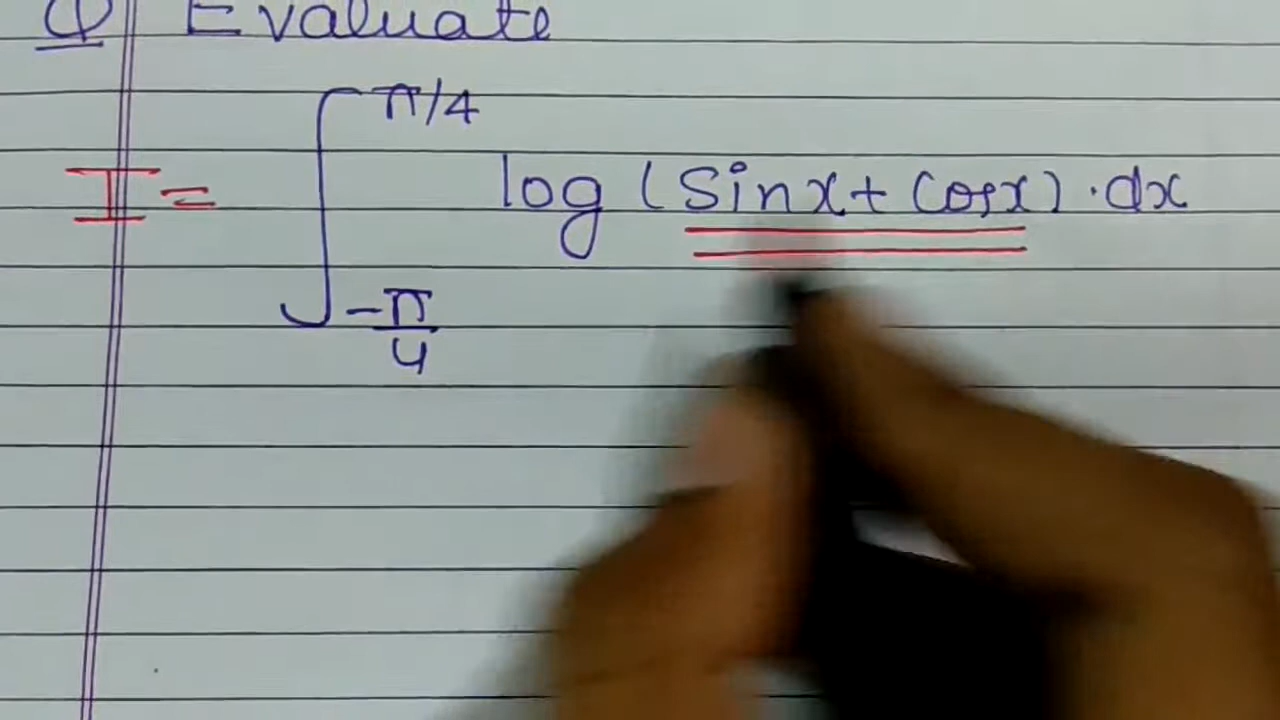 Q Evaluate
I = ∫ π/4 log (Sinx + Cosx) · dx
-π/4